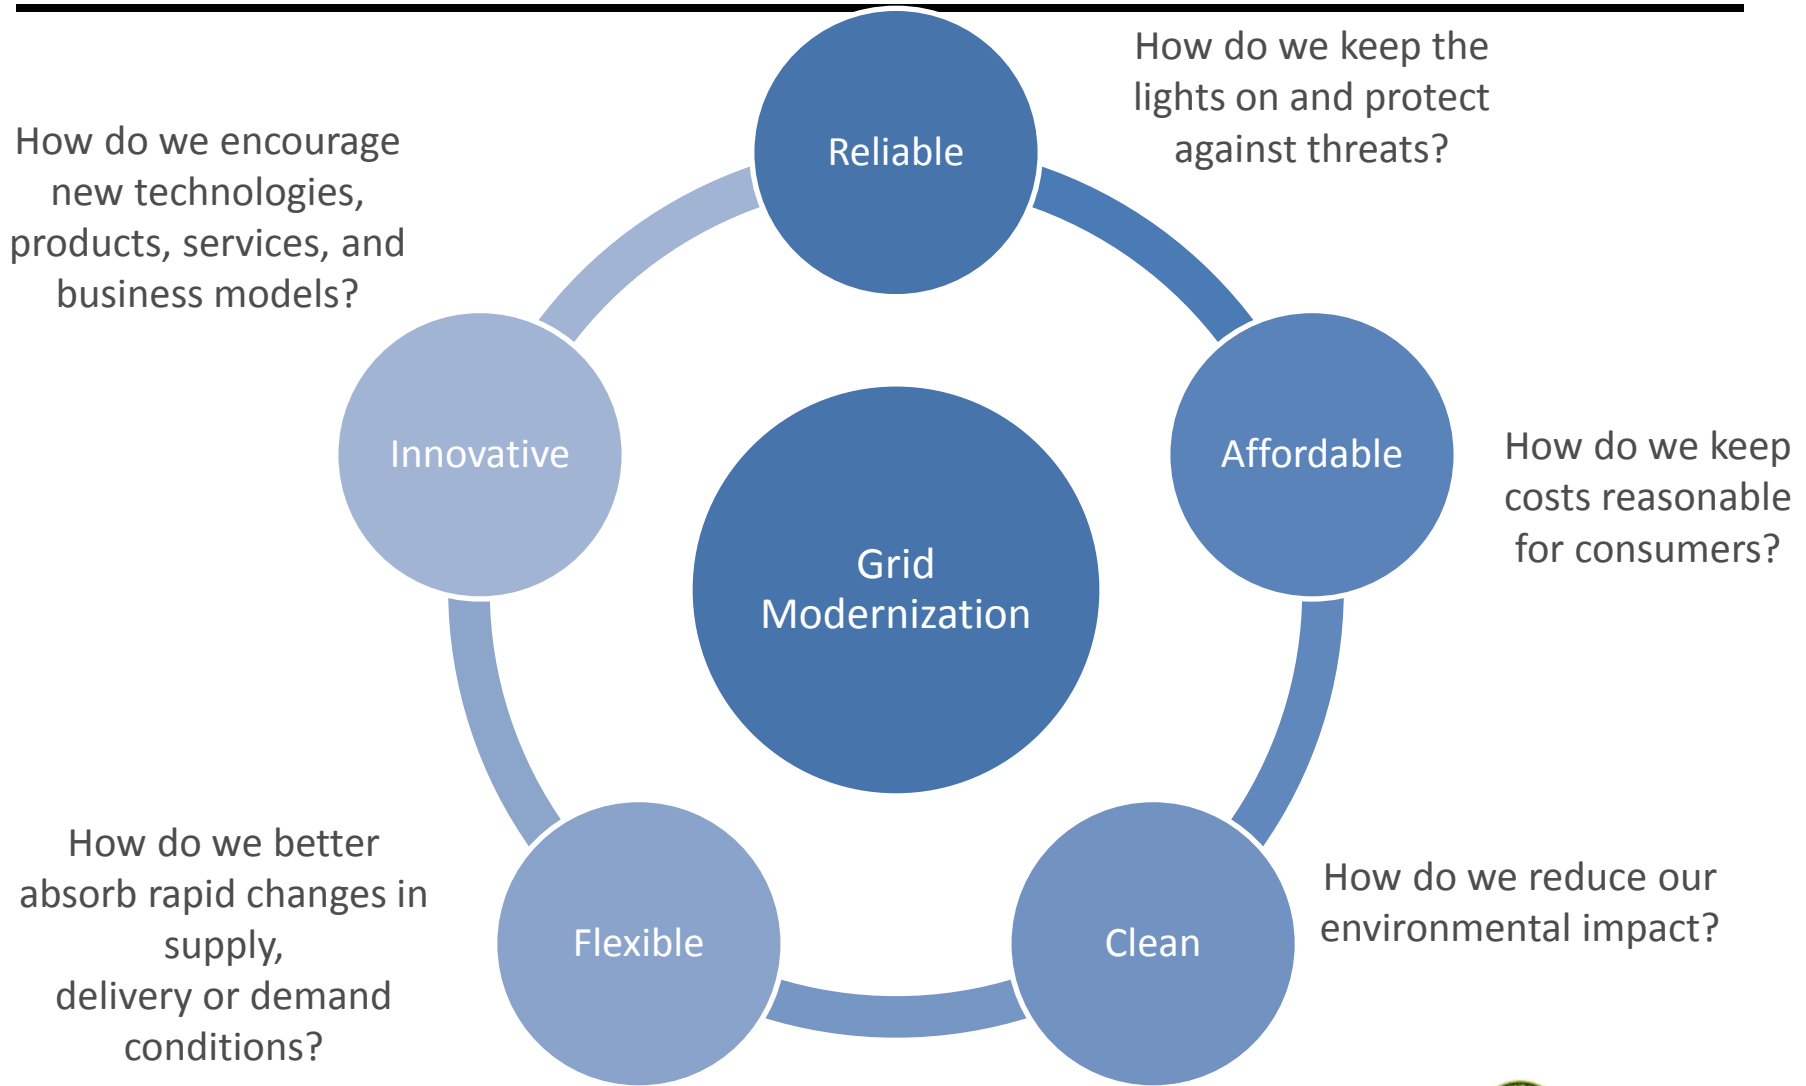 Reliable
How do we keep the
lights on and protect
against threats?
How do we encourage
new technologies,
products, services, and
business models?
Innovative
Affordable
How do we keep
costs reasonable
for consumers?
Grid
Modernization
How do we better
absorb rapid changes in
supply,
delivery or demand
conditions?
Flexible
Clean
How do we reduce our
environmental impact?